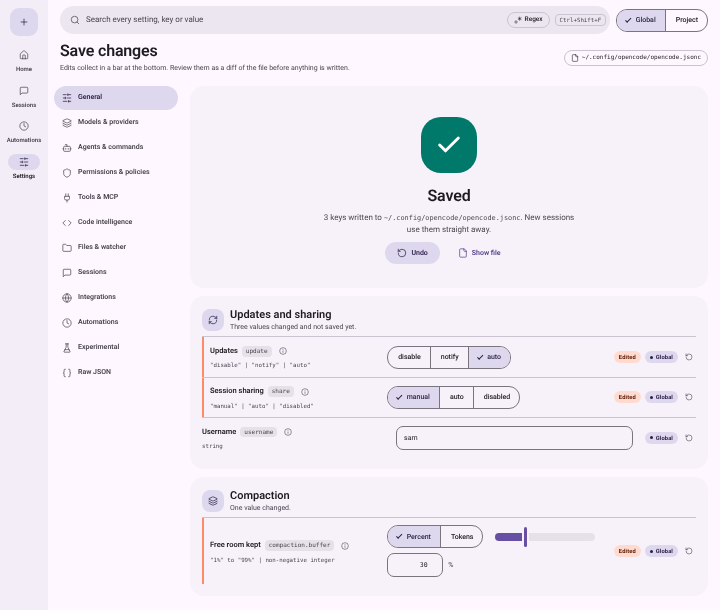 Search every setting, key or value
Regex
Ctrl+Shift+F
Global
Project
Home
Sessions
Automations
Settings
Save changes
Edits collect in a bar at the bottom. Review them as a diff of the file before anything is written.
~/.config/opencode/opencode.jsonc
General
Models & providers
Agents & commands
Permissions & policies
Tools & MCP
Code intelligence
Files & watcher
Sessions
Integrations
Automations
Experimental
Raw JSON
Saved
3 keys written to ~/.config/opencode/opencode.jsonc. New sessions
use them straight away.
Undo
Show file
Updates and sharing
Three values changed and not saved yet.
Updates update
"disable" | "notify" | "auto"
disable
notify
auto
Edited
Global
Session sharing share
"manual" | "auto" | "disabled"
manual
auto
disabled
Edited
Global
Username username
string
sam
Global
Compaction
One value changed.
Free room kept compaction.buffer
"1%" to "99%" | non-negative integer
Percent
Tokens
30 %
Edited
Global